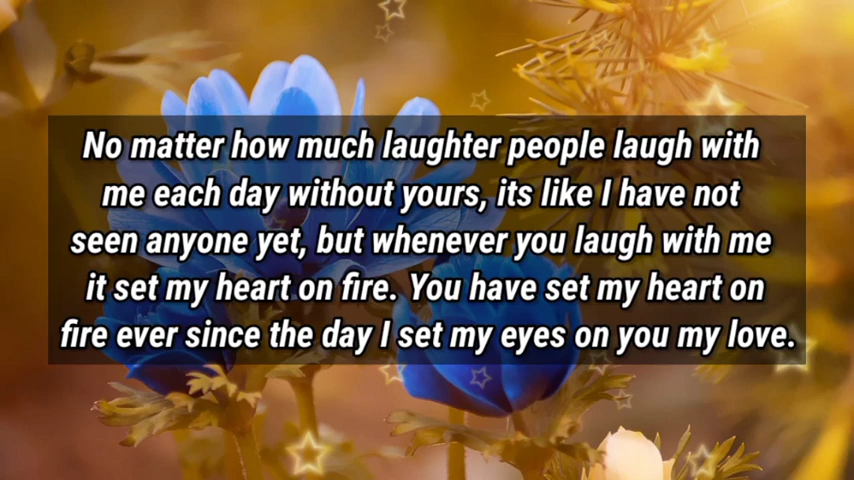 No matter how much laughter people laugh with
me each day without yours, its like I have not
seen anyone yet, but whenever you laugh with me
it set my heart on fire. You have set my heart on
fire ever since the day I set my eyes on you my love.